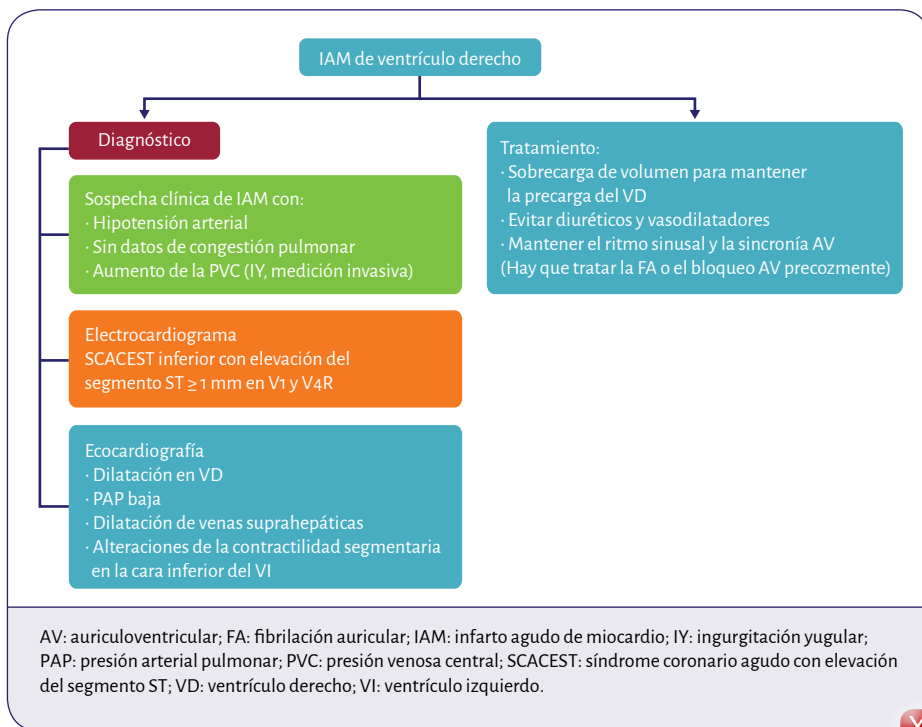 IAM de ventrículo derecho
Diagnóstico
Sospecha clínica de IAM con:
· Hipotensión arterial
· Sin datos de congestión pulmonar
· Aumento de la PVC (IY, medición invasiva)
Electrocardiograma
SCACEST inferior con elevación del
segmento ST ≥ 1 mm en V1 y V4R
Ecocardiografía
· Dilatación en VD
· PAP baja
· Dilatación de venas suprahepáticas
· Alteraciones de la contractilidad segmentaria
en la cara inferior del VI
Tratamiento:
· Sobrecarga de volumen para mantener
la precarga del VD
· Evitar diuréticos y vasodilatadores
· Mantener el ritmo sinusal y la sincronía AV
(Hay que tratar la FA o el bloqueo AV precozmente)
AV: auriculoventricular; FA: fibrilación auricular; IAM: infarto agudo de miocardio; IY: ingurgitación yugular;
PAP: presión arterial pulmonar; PVC: presión venosa central; SCACEST: síndrome coronario agudo con elevación
del segmento ST; VD: ventrículo derecho; VI: ventrículo izquierdo.